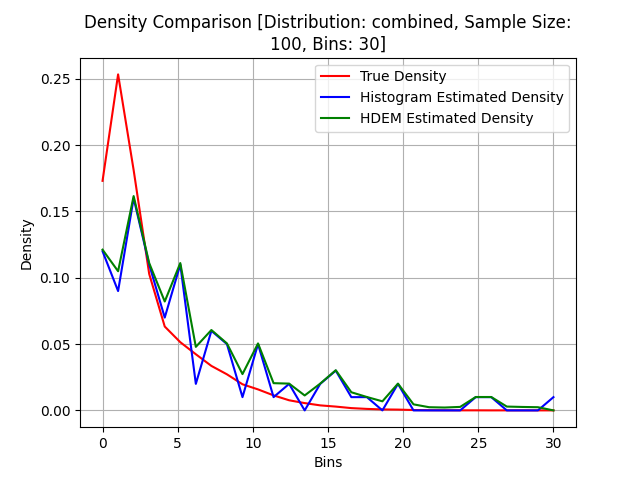 Density Comparison [Distribution: combined, Sample Size:
100, Bins: 30]
True Density
Histogram Estimated Density
HDEM Estimated Density
Density
0.25
0.20
0.15
0.10
0.05
0.00
0 5 10 15 20 25 30
Bins